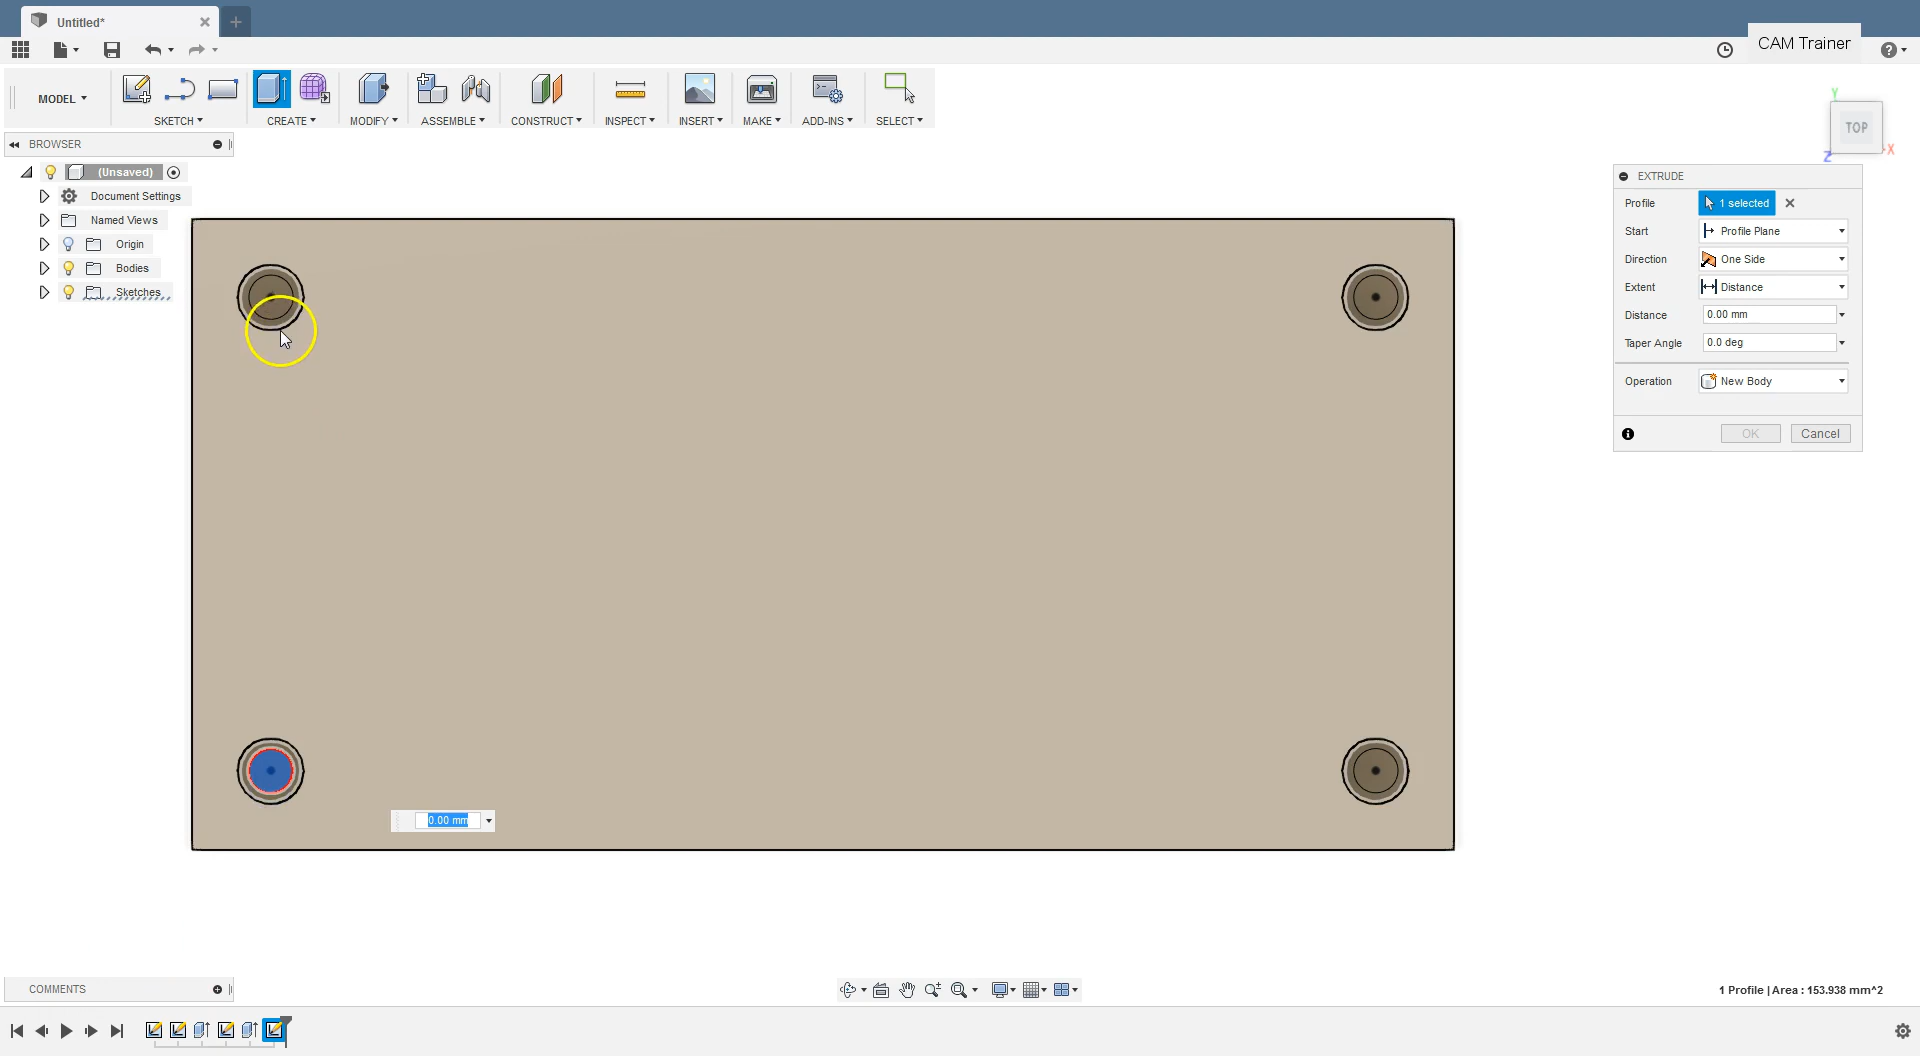 Untitled*
CAM Trainer
MODEL
SKETCH
CREATE
MODIFY
ASSEMBLE
CONSTRUCT
INSPECT
INSERT
MAKE
ADD-INS
SELECT
BROWSER
(Unsaved)
Document Settings
Named Views
Origin
Bodies
Sketches
Y
TOP
X
Z
EXTRUDE
Profile 1 selected
Start Profile Plane
Direction One Side
Extent Distance
Distance 0.00 mm
Taper Angle 0.0 deg
Operation New Body
OK Cancel
0.00 mm
COMMENTS
1 Profile | Area : 153.938 mm^2